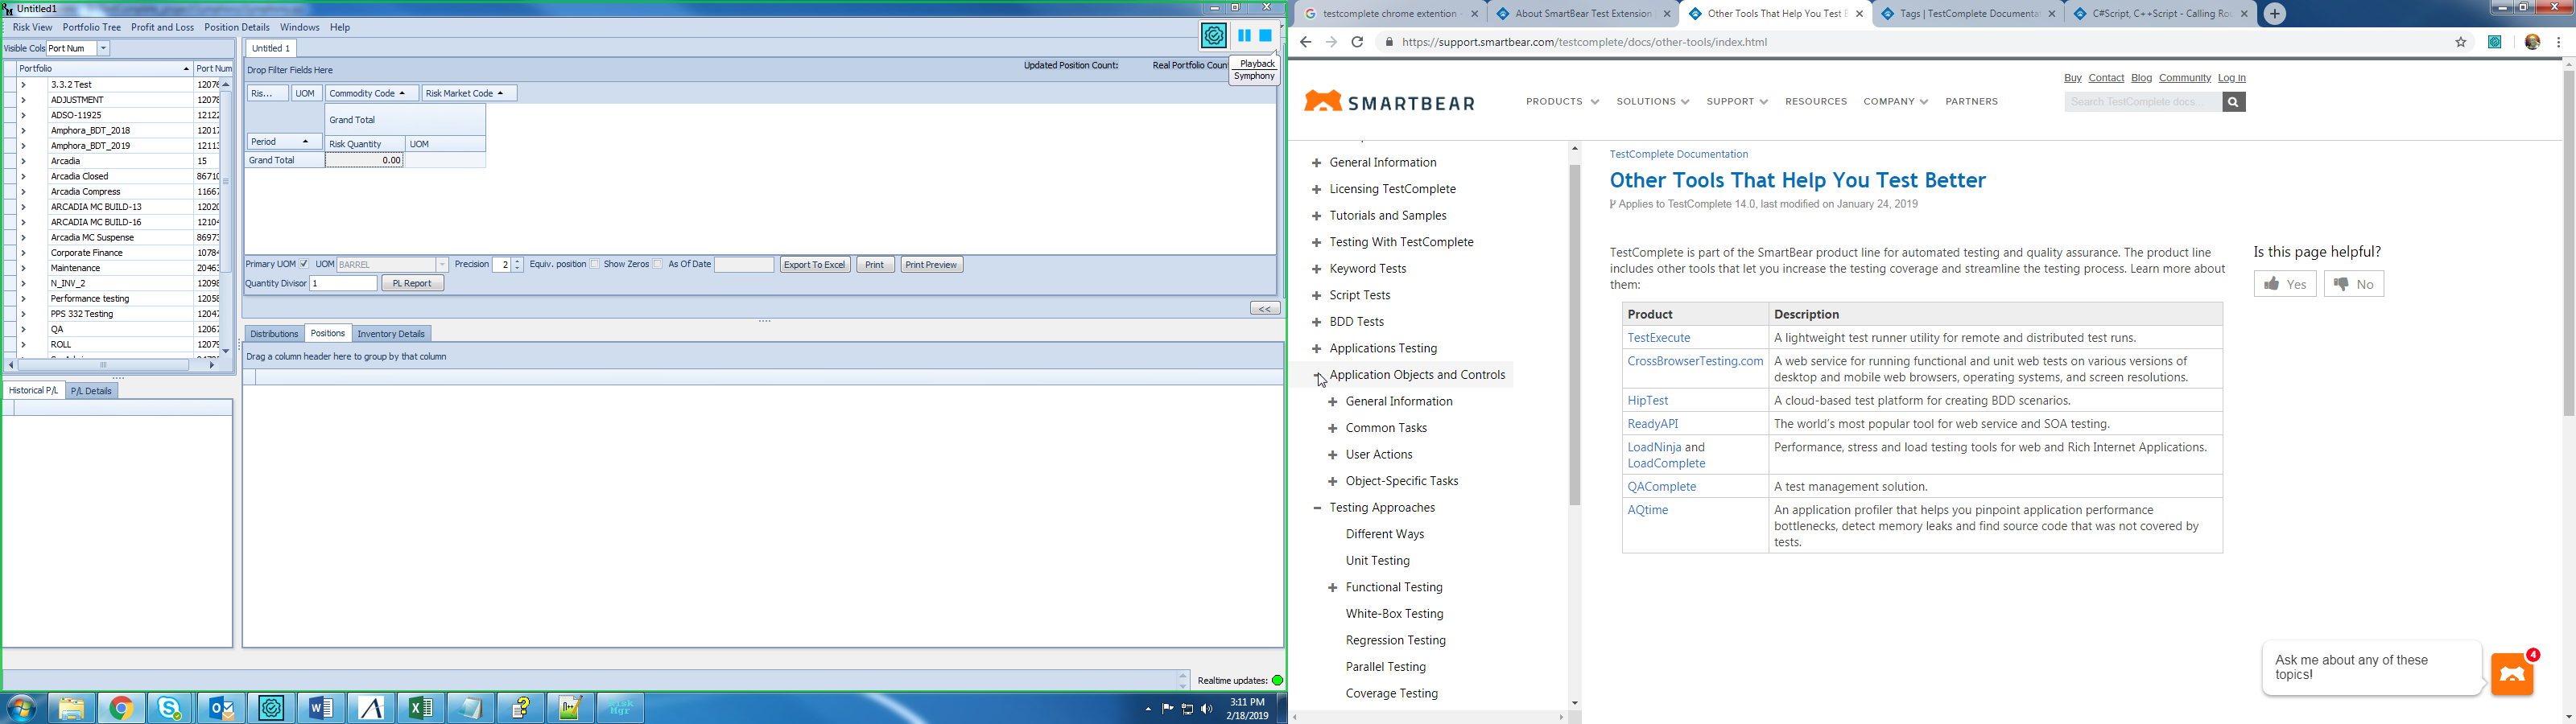 Untitled1
Risk View Portfolio Tree Profit and Loss Position Details Windows Help
Visible Cols Port Num
Portfolio Port Num
3.3.2 Test 12076
ADJUSTMENT 12078
ADSO-11925 12122
Amphora_BDT_2018 12017
Amphora_BDT_2019 12113
Arcadia 15
Arcadia Closed 86710
Arcadia Compress 11667
ARCADIA MC BUILD-13 12020
ARCADIA MC BUILD-16 12104
Arcadia MC Suspense 86973
Corporate Finance 10784
Maintenance 20463
N_INV_2 12098
Performance testing 12058
PPS 332 Testing 12047
QA 12067
ROLL 12079
Historical P/L P/L Details
Untitled 1
Drop Filter Fields Here
Updated Position Count: Real Portfolio Coun
Playback
Symphony
Ris... UOM Commodity Code Risk Market Code
Grand Total
Period Risk Quantity UOM
Grand Total 0.00
Primary UOM UOM BARREL Precision 2 Equiv. position Show Zeros As Of Date Export To Excel Print Print Preview
Quantity Divisor 1 PL Report
<<
Distributions Positions Inventory Details
Drag a column header here to group by that column
Realtime updates:
3:11 PM
2/18/2019
testcomplete chrome extention
About SmartBear Test Extension
Other Tools That Help You Test B
Tags | TestComplete Documenta
C#Script, C++Script - Calling Rou
https://support.smartbear.com/testcomplete/docs/other-tools/index.html
Buy Contact Blog Community Log in
SMARTBEAR
PRODUCTS SOLUTIONS SUPPORT RESOURCES COMPANY PARTNERS
Search TestComplete docs...
General Information
Licensing TestComplete
Tutorials and Samples
Testing With TestComplete
Keyword Tests
Script Tests
BDD Tests
Applications Testing
Application Objects and Controls
General Information
Common Tasks
User Actions
Object-Specific Tasks
Testing Approaches
Different Ways
Unit Testing
Functional Testing
White-Box Testing
Regression Testing
Parallel Testing
Coverage Testing
TestComplete Documentation
Other Tools That Help You Test Better
Applies to TestComplete 14.0, last modified on January 24, 2019
TestComplete is part of the SmartBear product line for automated testing and quality assurance. The product line
includes other tools that let you increase the testing coverage and streamline the testing process. Learn more about
them:
Product Description
TestExecute A lightweight test runner utility for remote and distributed test runs.
CrossBrowserTesting.com A web service for running functional and unit web tests on various versions of
desktop and mobile web browsers, operating systems, and screen resolutions.
HipTest A cloud-based test platform for creating BDD scenarios.
ReadyAPI The world's most popular tool for web service and SOA testing.
LoadNinja and Performance, stress and load testing tools for web and Rich Internet Applications.
LoadComplete
QAComplete A test management solution.
AQtime An application profiler that helps you pinpoint application performance
bottlenecks, detect memory leaks and find source code that was not covered by
tests.
Is this page helpful?
Yes No
Ask me about any of these
topics!
4